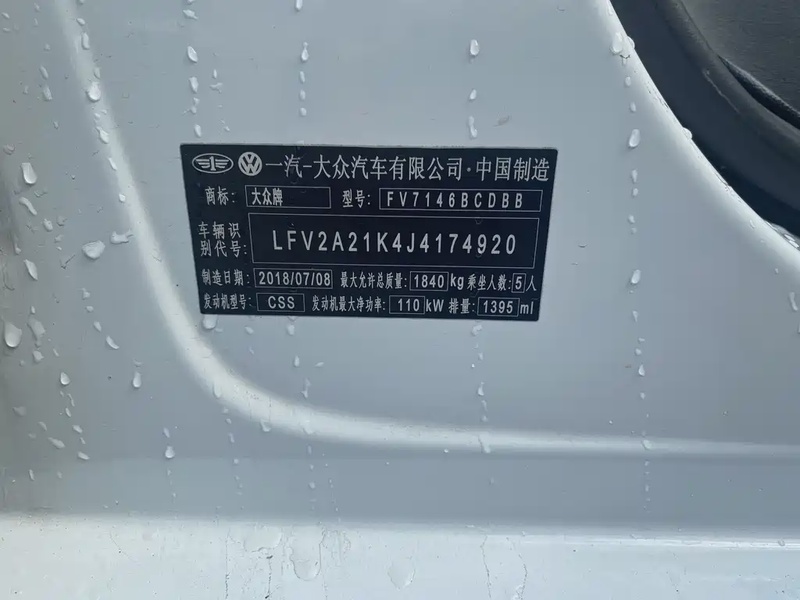 1 VW 一汽-大众汽车有限公司·中国制造
商标: 大众牌 型号: FV7146BCDBB
车辆识别代号: LFV2A21K4J4174920
制造日期: 2018/07/08 最大允许总质量: 1840 kg 乘坐人数: 5 人
发动机型号: CSS 发动机最大净功率: 110 kW 排量: 1395 ml